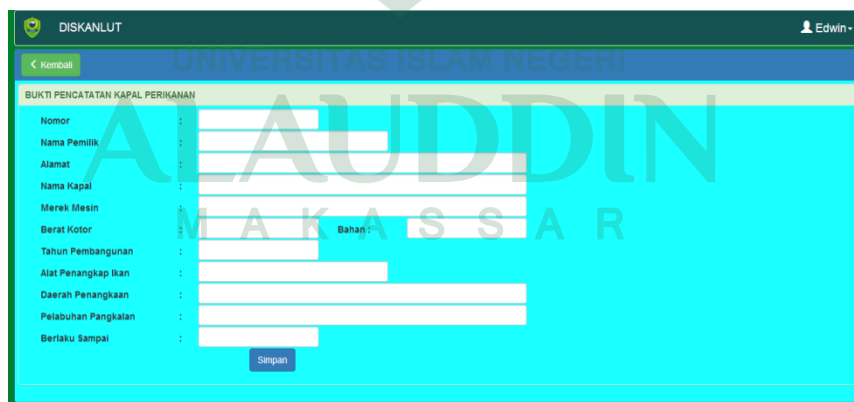 DISKANLUT Edwin
Kembali
UNIVERSITAS ISLAM NEGERI
BUKTI PENCATATAN KAPAL PERIKANAN
Nomor :
Nama Pemilik :
Alamat :
Nama Kapal :
Merek Mesin :
Berat Kotor : Bahan :
Tahun Pembangunan :
Alat Penangkap Ikan :
Daerah Penangkaan :
Pelabuhan Pangkalan :
Berlaku Sampai :
Simpan
ALAUDDIN
MAKASSAR